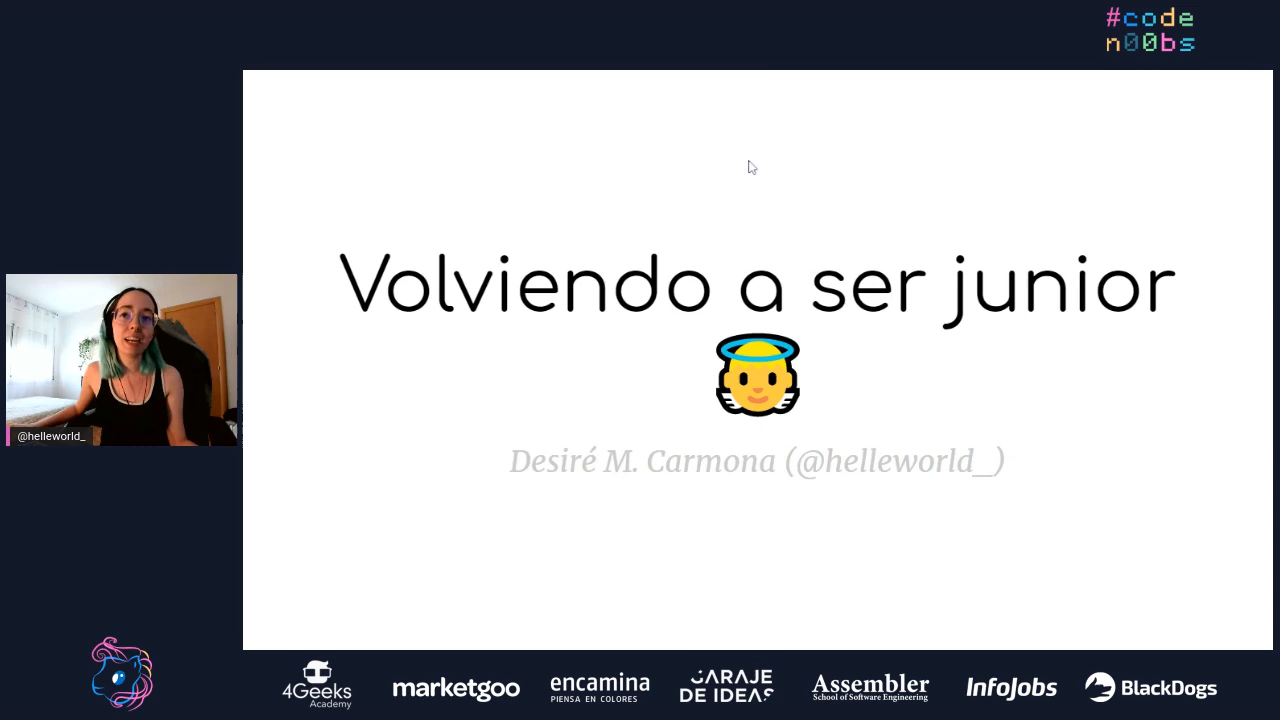 #code
n00bs
Volviendo a ser junior
Desiré M. Carmona (@helleworld_)
@helleworld_
4Geeks
Academy
marketgoo
encamina
PIENSA EN COLORES
GARAJE
DE IDEAS
Assembler
School of Software Engineering
InfoJobs
BlackDogs